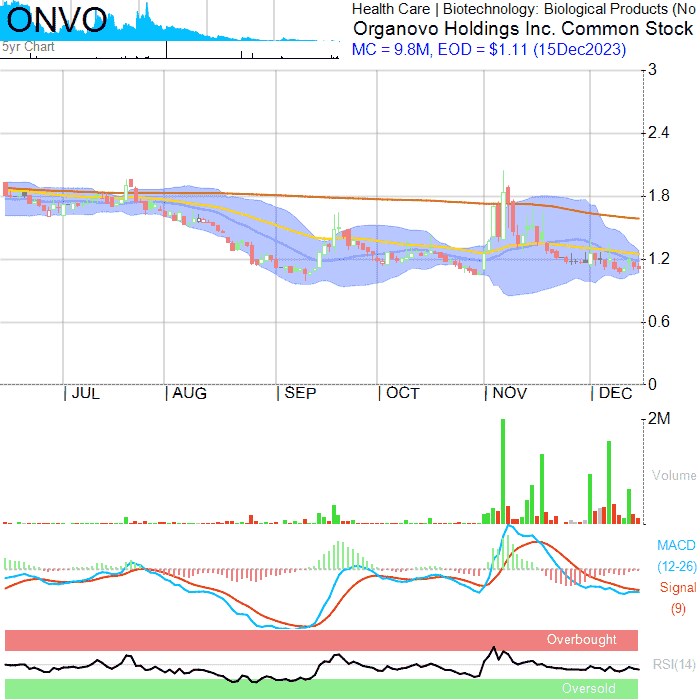 ONVO
5yr Chart
Health Care | Biotechnology: Biological Products (No
Organovo Holdings Inc. Common Stock
MC = 9.8M, EOD = $1.11 (15Dec2023)
3
2.4
1.8
1.2
0.6
0
JUL AUG SEP OCT NOV DEC
2M
Volume
MACD
(12-26)
Signal
(9)
Overbought
RSI(14)
Oversold